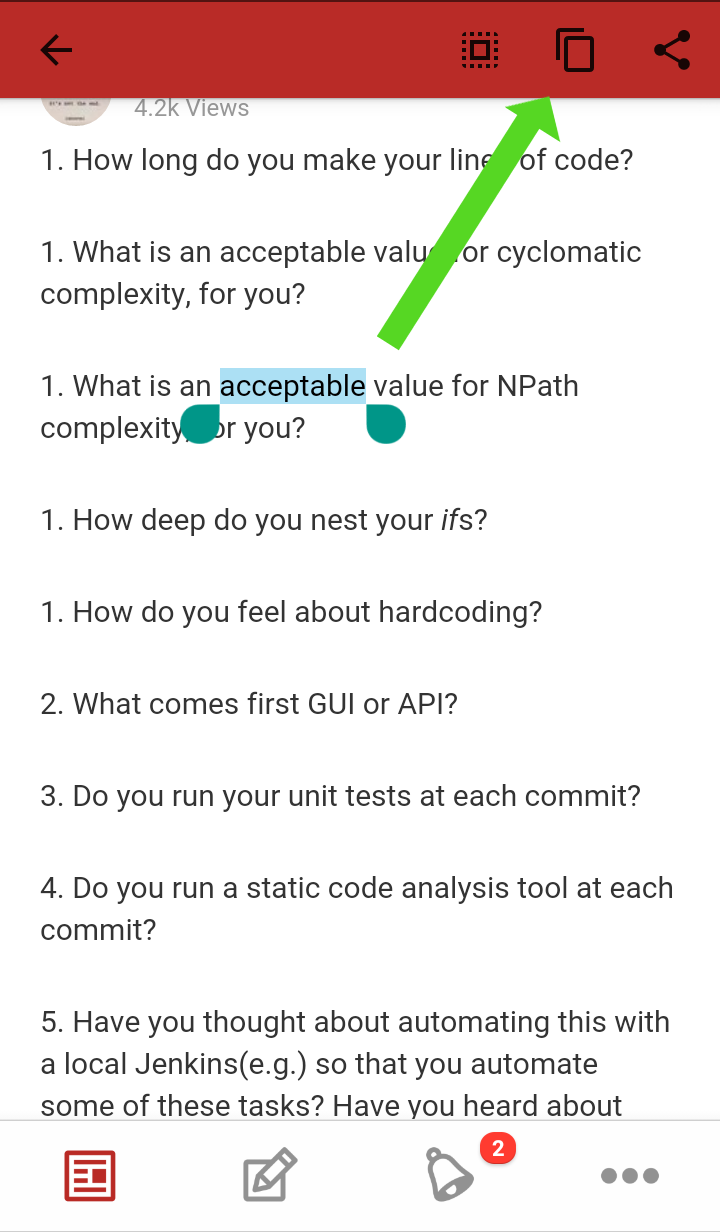 It's not the end.
4.2k Views
1. How long do you make your lines of code?
1. What is an acceptable value for cyclomatic
complexity, for you?
1. What is an acceptable value for NPath
complexity, for you?
1. How deep do you nest your ifs?
1. How do you feel about hardcoding?
2. What comes first GUI or API?
3. Do you run your unit tests at each commit?
4. Do you run a static code analysis tool at each
commit?
5. Have you thought about automating this with
a local Jenkins(e.g.) so that you automate
some of these tasks? Have you heard about
2